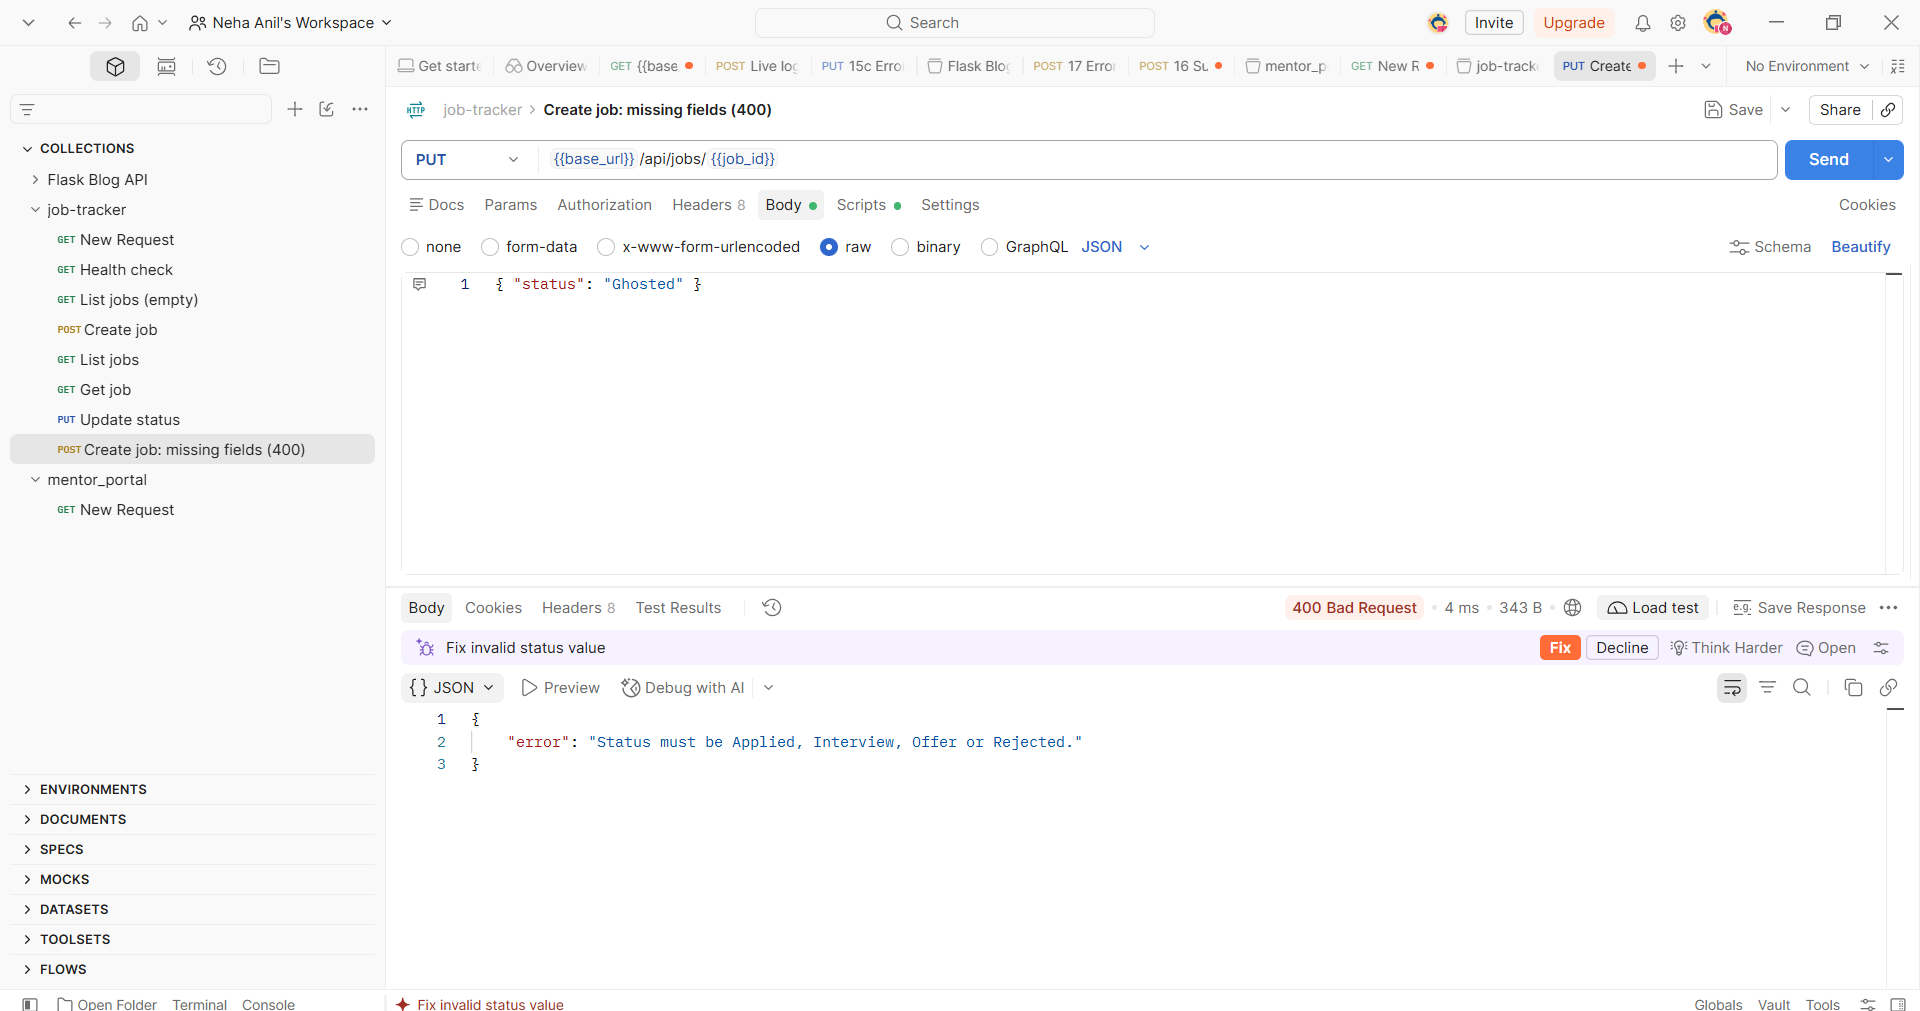 Neha Anil's Workspace
Search
Invite
Upgrade
Get starte
Overview
GET {{base
POST Live log
PUT 15c Erro
Flask Blog
POST 17 Erro
POST 16 Su
mentor_p
GET New R
job-track
PUT Create
No Environment
job-tracker > Create job: missing fields (400)
Save
Share
COLLECTIONS
Flask Blog API
job-tracker
GET New Request
GET Health check
GET List jobs (empty)
POST Create job
GET List jobs
GET Get job
PUT Update status
POST Create job: missing fields (400)
mentor_portal
GET New Request
ENVIRONMENTS
DOCUMENTS
SPECS
MOCKS
DATASETS
TOOLSETS
FLOWS
HTTP
PUT
{{base_url}} /api/jobs/ {{job_id}}
Send
Docs Params Authorization Headers 8 Body Scripts Settings
Cookies
none form-data x-www-form-urlencoded raw binary GraphQL JSON
Schema Beautify
1 { "status": "Ghosted" }
Body Cookies Headers 8 Test Results
400 Bad Request • 4 ms • 343 B
Load test
e.g. Save Response
Fix invalid status value
Fix Decline Think Harder Open
{} JSON Preview Debug with AI
1 {
2 "error": "Status must be Applied, Interview, Offer or Rejected."
3 }
Open Folder Terminal Console
Fix invalid status value
Globals Vault Tools